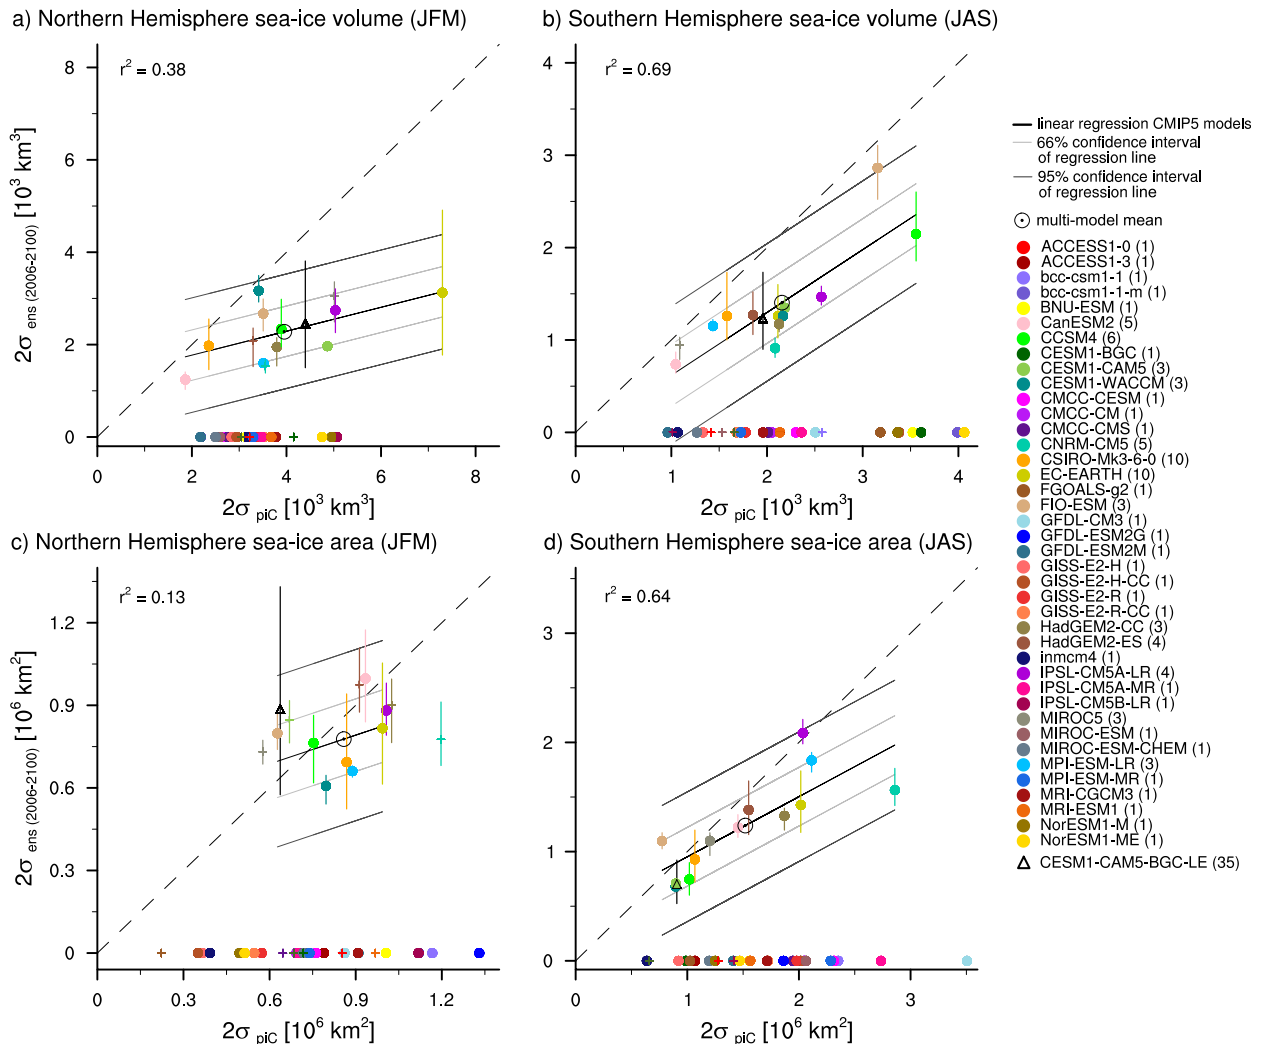 a) Northern Hemisphere sea-ice volume (JFM)
r² = 0.38
2σ ens (2006-2100) [10³ km³]
8
6
4
2
0
0 2 4 6 8
2σ piC [10³ km³]
b) Southern Hemisphere sea-ice volume (JAS)
r² = 0.69
4
3
2
1
0
0 1 2 3 4
2σ piC [10³ km³]
c) Northern Hemisphere sea-ice area (JFM)
r² = 0.13
2σ ens (2006-2100) [10⁶ km²]
1.2
0.9
0.6
0.3
0
0 0.3 0.6 0.9 1.2
2σ piC [10⁶ km²]
d) Southern Hemisphere sea-ice area (JAS)
r² = 0.64
3
2
1
0
0 1 2 3
2σ piC [10⁶ km²]
linear regression CMIP5 models
66% confidence interval
of regression line
95% confidence interval
of regression line
multi-model mean
ACCESS1-0 (1)
ACCESS1-3 (1)
bcc-csm1-1 (1)
bcc-csm1-1-m (1)
BNU-ESM (1)
CanESM2 (5)
CCSM4 (6)
CESM1-BGC (1)
CESM1-CAM5 (3)
CESM1-WACCM (3)
CMCC-CESM (1)
CMCC-CM (1)
CMCC-CMS (1)
CNRM-CM5 (5)
CSIRO-Mk3-6-0 (10)
EC-EARTH (10)
FGOALS-g2 (1)
FIO-ESM (3)
GFDL-CM3 (1)
GFDL-ESM2G (1)
GFDL-ESM2M (1)
GISS-E2-H (1)
GISS-E2-H-CC (1)
GISS-E2-R (1)
GISS-E2-R-CC (1)
HadGEM2-CC (3)
HadGEM2-ES (4)
inmcm4 (1)
IPSL-CM5A-LR (4)
IPSL-CM5A-MR (1)
IPSL-CM5B-LR (1)
MIROC5 (3)
MIROC-ESM (1)
MIROC-ESM-CHEM (1)
MPI-ESM-LR (3)
MPI-ESM-MR (1)
MRI-CGCM3 (1)
MRI-ESM1 (1)
NorESM1-M (1)
NorESM1-ME (1)
CESM1-CAM5-BGC-LE (35)